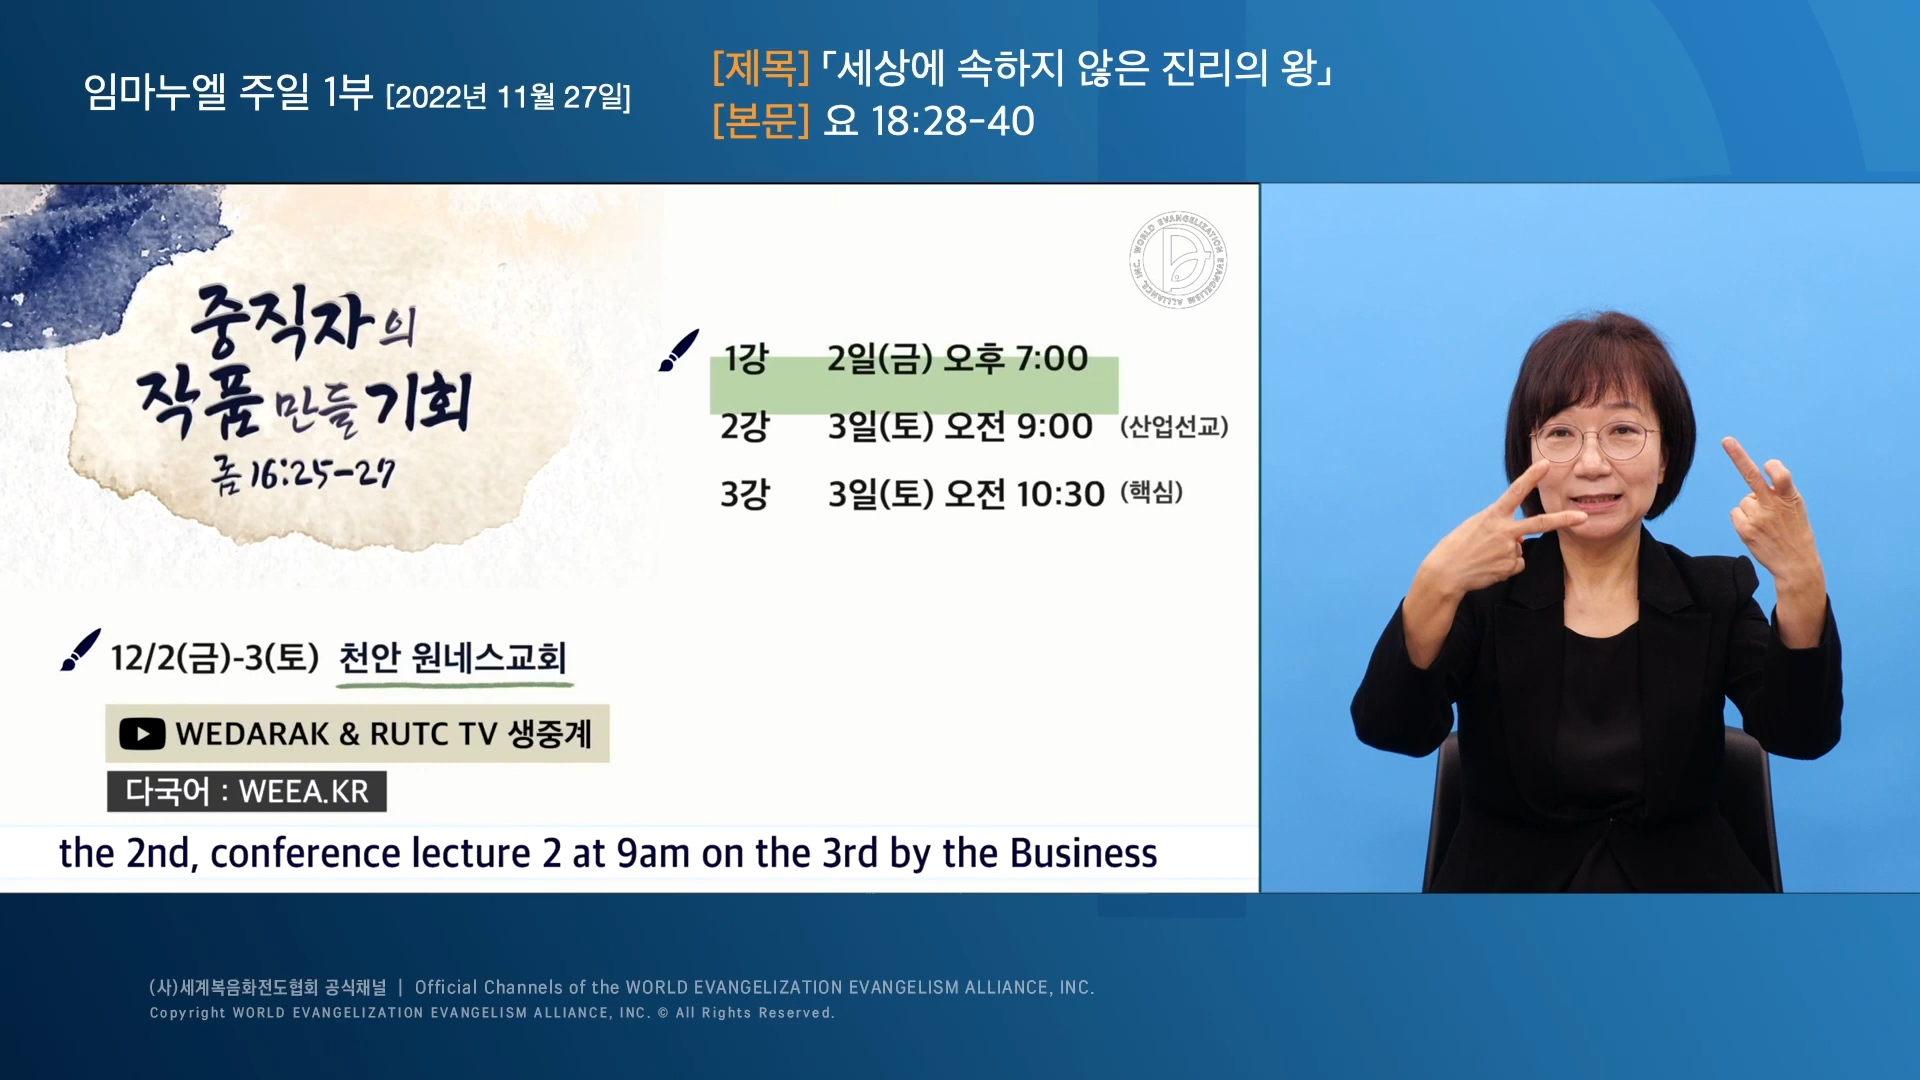 임마누엘 주일 1부 [2022년 11월 27일]
[제목] 「세상에 속하지 않은 진리의 왕」
[본문] 요 18:28-40
중직자의
작품 만들 기회
롬 16:25-27
WORLD EVANGELIZATION EVANGELISM ALLIANCE, INC.
1강 2일(금) 오후 7:00
2강 3일(토) 오전 9:00 (산업선교)
3강 3일(토) 오전 10:30 (핵심)
12/2(금)-3(토) 천안 원네스교회
WEDARAK & RUTC TV 생중계
다국어 : WEEA.KR
the 2nd, conference lecture 2 at 9am on the 3rd by the Business
(사)세계복음화전도협회 공식채널 | Official Channels of the WORLD EVANGELIZATION EVANGELISM ALLIANCE, INC.
Copyright WORLD EVANGELIZATION EVANGELISM ALLIANCE, INC. © All Rights Reserved.